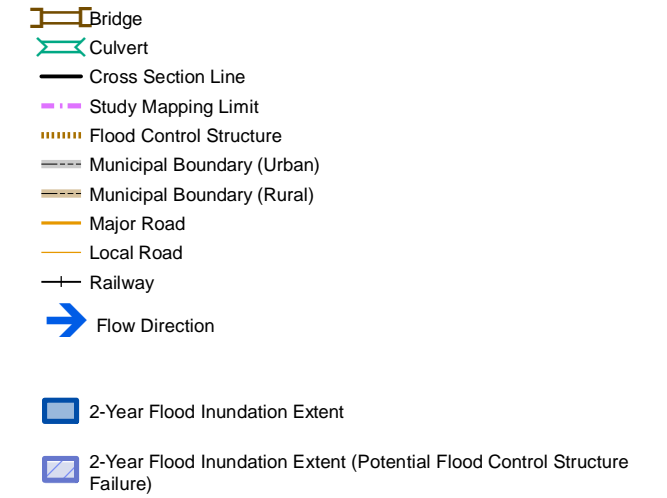 Bridge
Culvert
Cross Section Line
Study Mapping Limit
Flood Control Structure
Municipal Boundary (Urban)
Municipal Boundary (Rural)
Major Road
Local Road
Railway
Flow Direction
2-Year Flood Inundation Extent
2-Year Flood Inundation Extent (Potential Flood Control Structure
Failure)